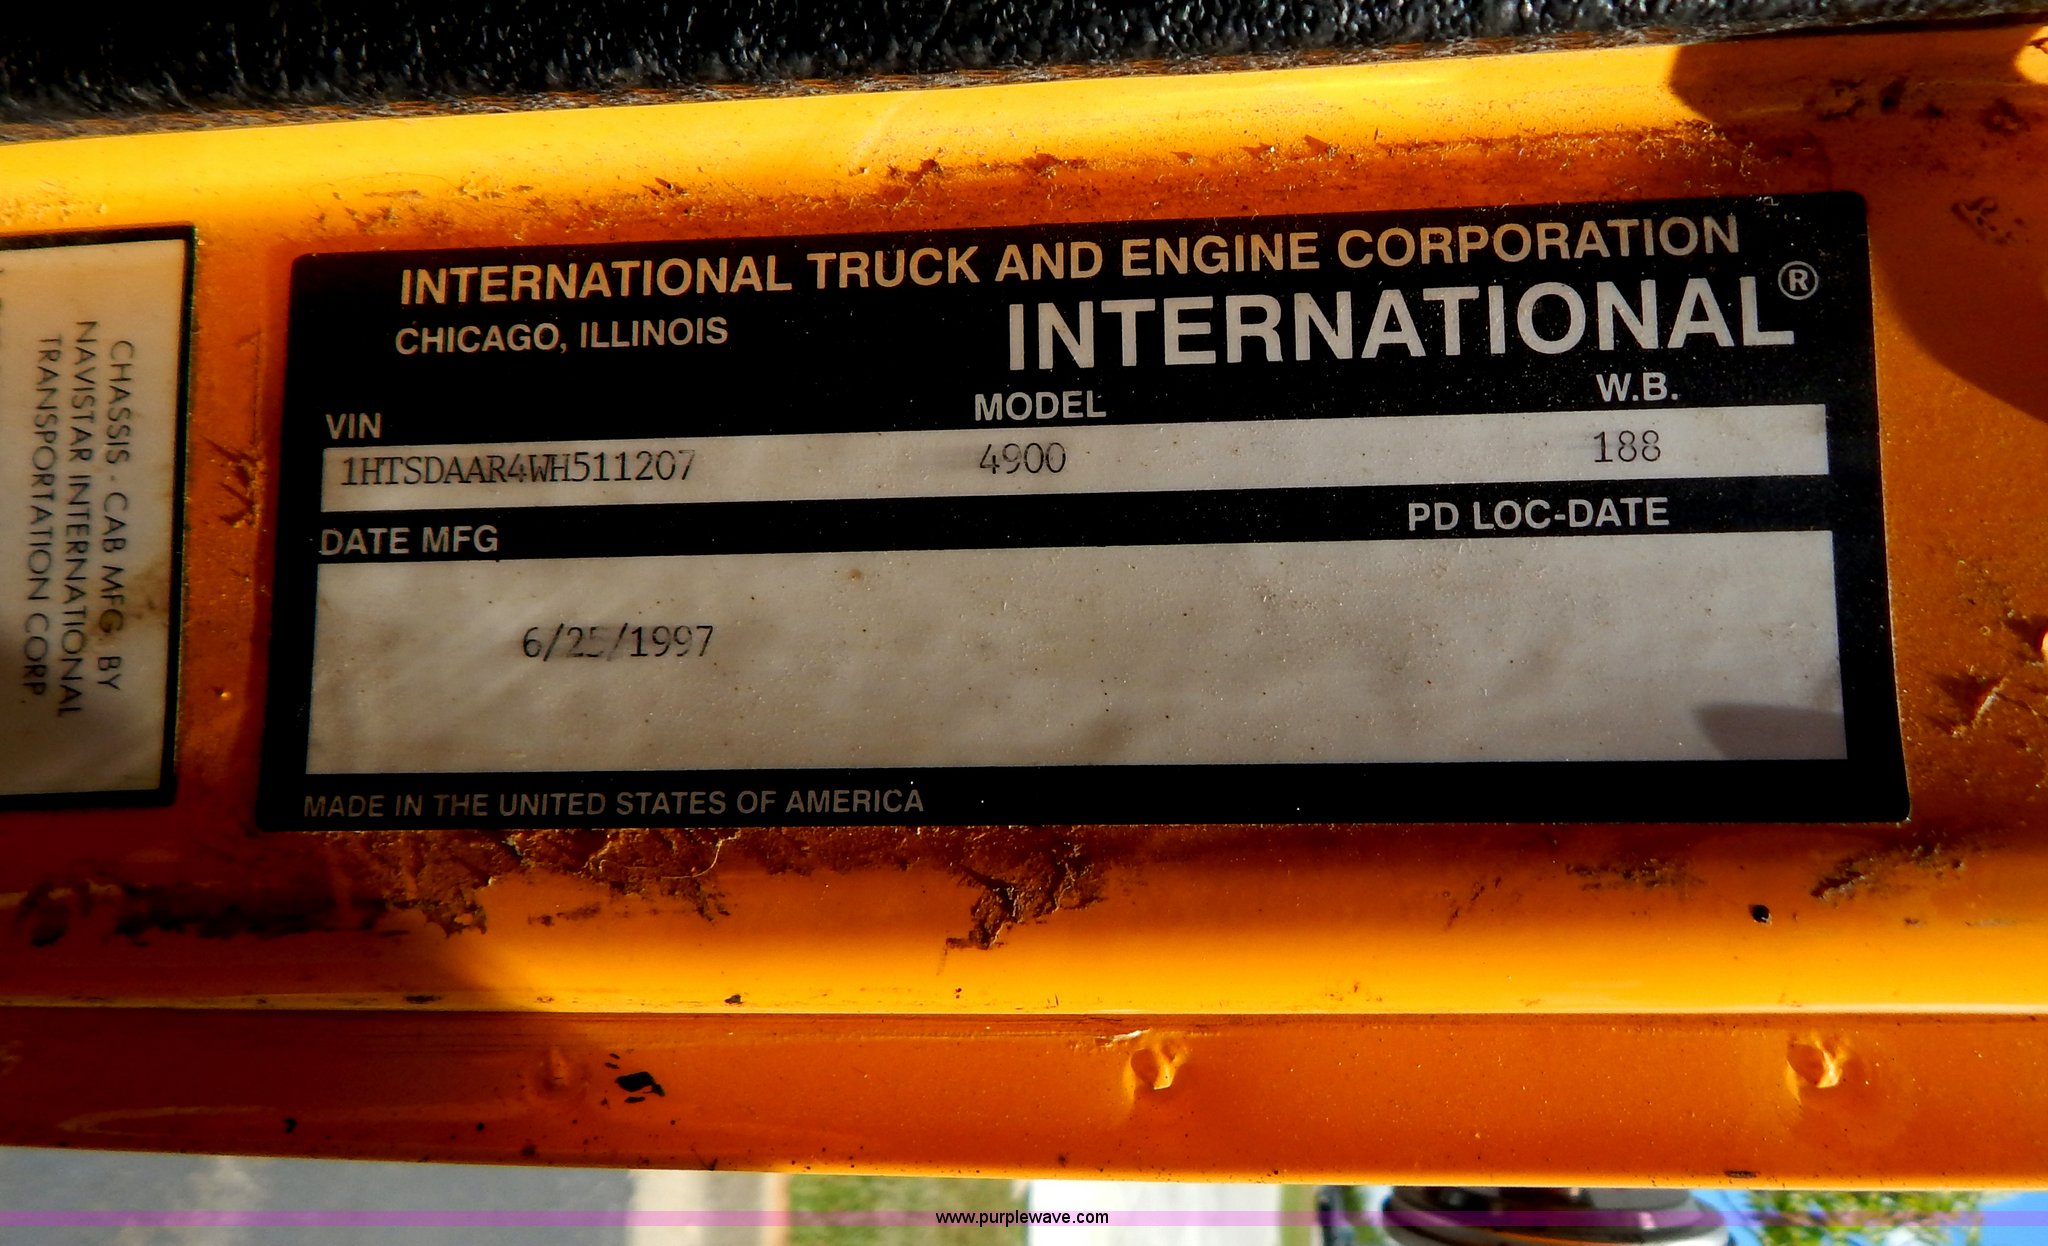 INTERNATIONAL TRUCK AND ENGINE CORPORATION
CHICAGO, ILLINOIS
INTERNATIONAL®
VIN MODEL W.B.
1HTSDAAR4WH511207 4900 188
DATE MFG PD LOC-DATE
6/25/1997
MADE IN THE UNITED STATES OF AMERICA
CHASSIS - CAB MFG. BY
NAVISTAR INTERNATIONAL
TRANSPORTATION CORP.
www.purplewave.com